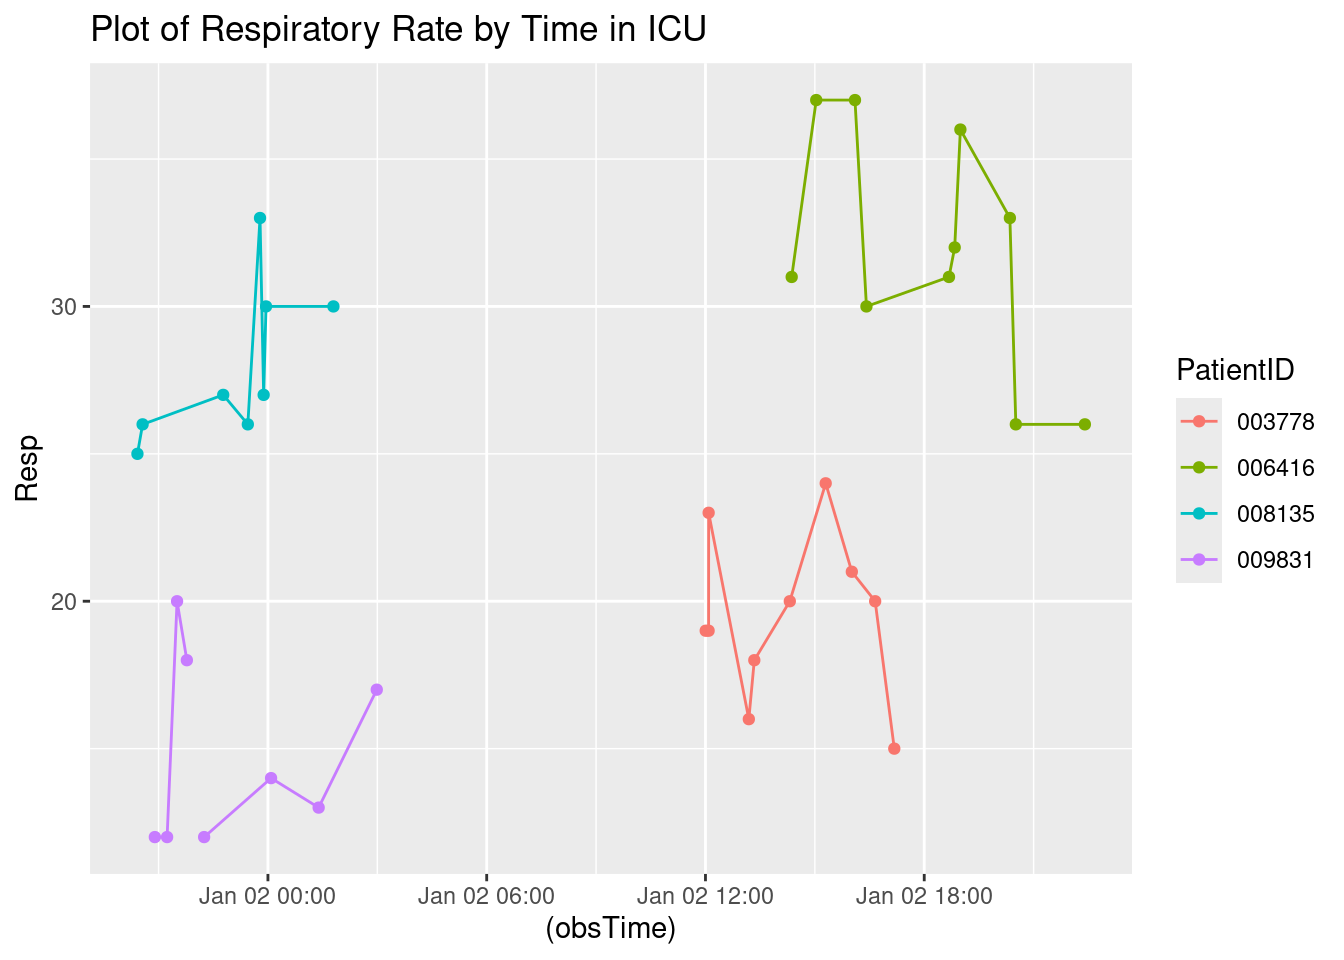 Plot of Respiratory Rate by Time in ICU
Resp
30
20
Jan 02 00:00
Jan 02 06:00
Jan 02 12:00
Jan 02 18:00
(obsTime)
PatientID
003778
006416
008135
009831